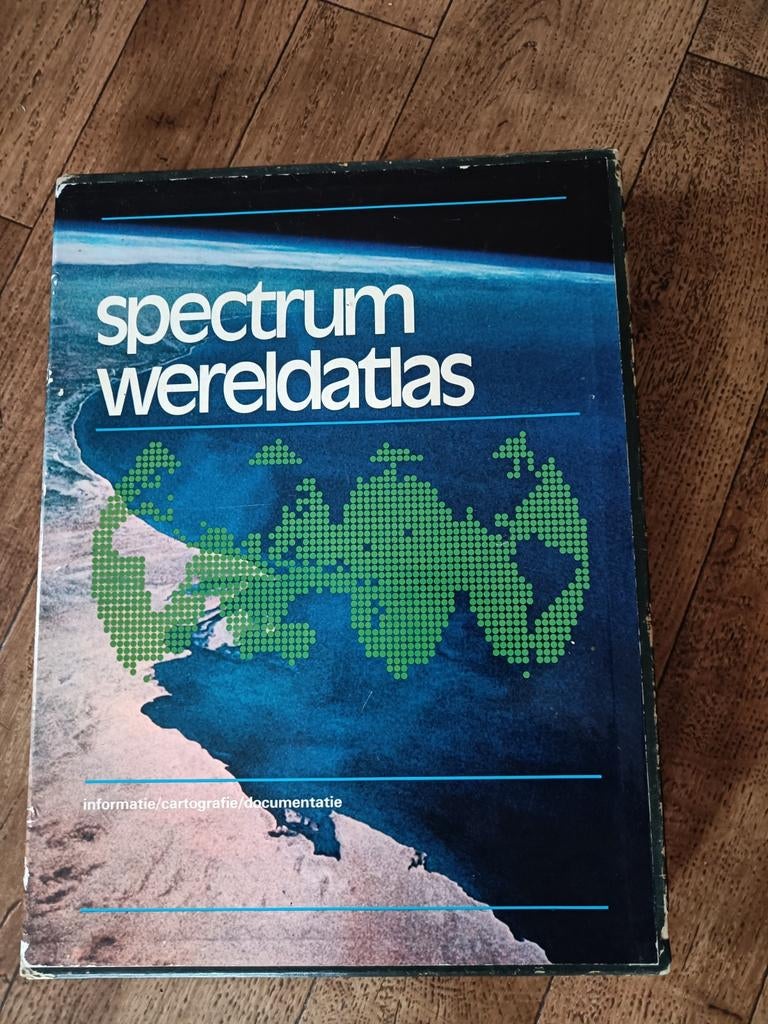 spectrum
wereldatlas
informatie/cartografie/documentatie